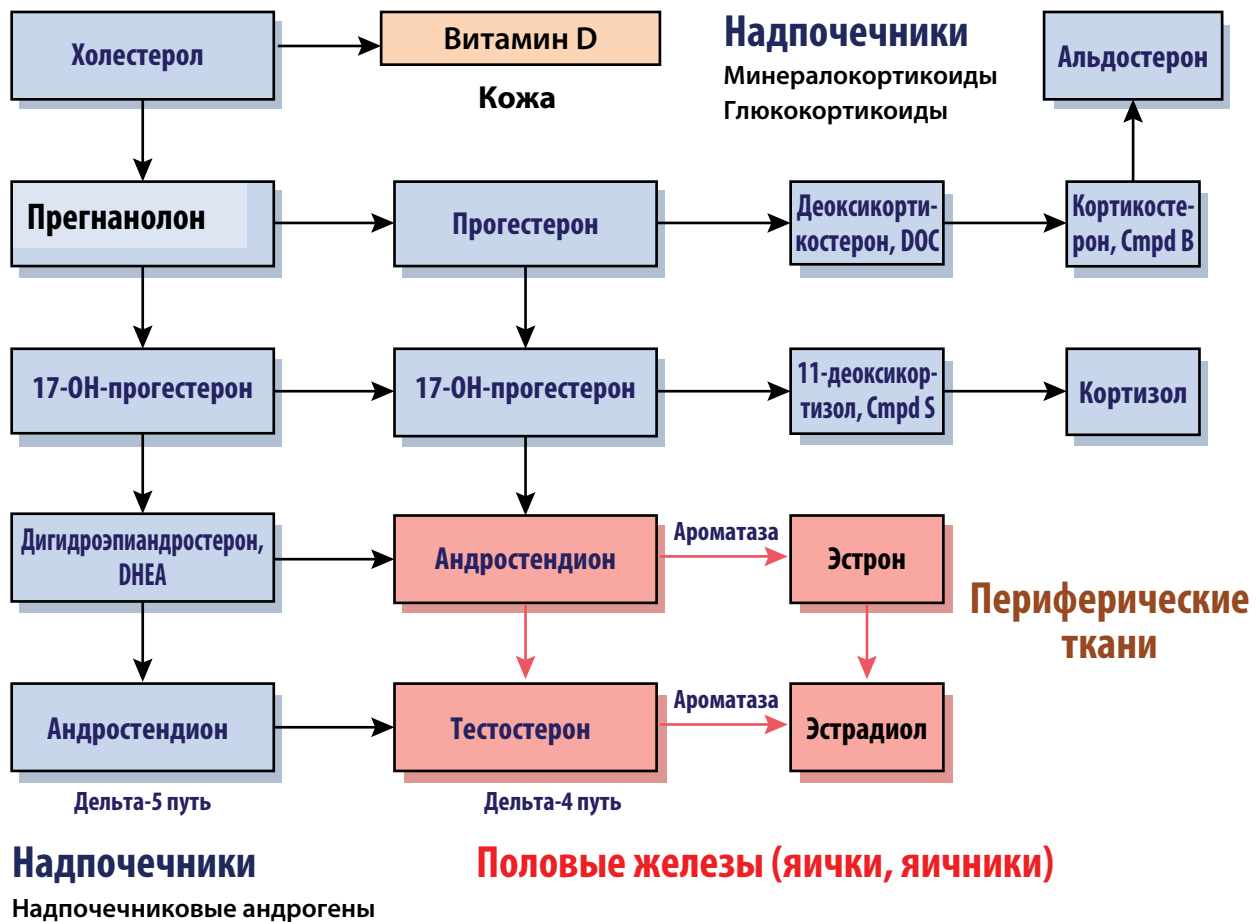 Холестерол
Витамин D
Кожа
Надпочечники
Минералокортикоиды
Глюкокортикоиды
Альдостерон
Прегнанолон
Прогестерон
Деоксикорти-
костерон, DOC
Кортикосте-
рон, Cmpd B
17-ОН-прогестерон
17-ОН-прогестерон
11-деоксикор-
тизол, Cmpd S
Кортизол
Дигидроэпиандростерон,
DHEA
Андростендион
Ароматаза
Эстрон
Периферические
ткани
Андростендион
Тестостерон
Ароматаза
Эстрадиол
Дельта-5 путь
Дельта-4 путь
Надпочечники
Надпочечниковые андрогены
Половые железы (яички, яичники)